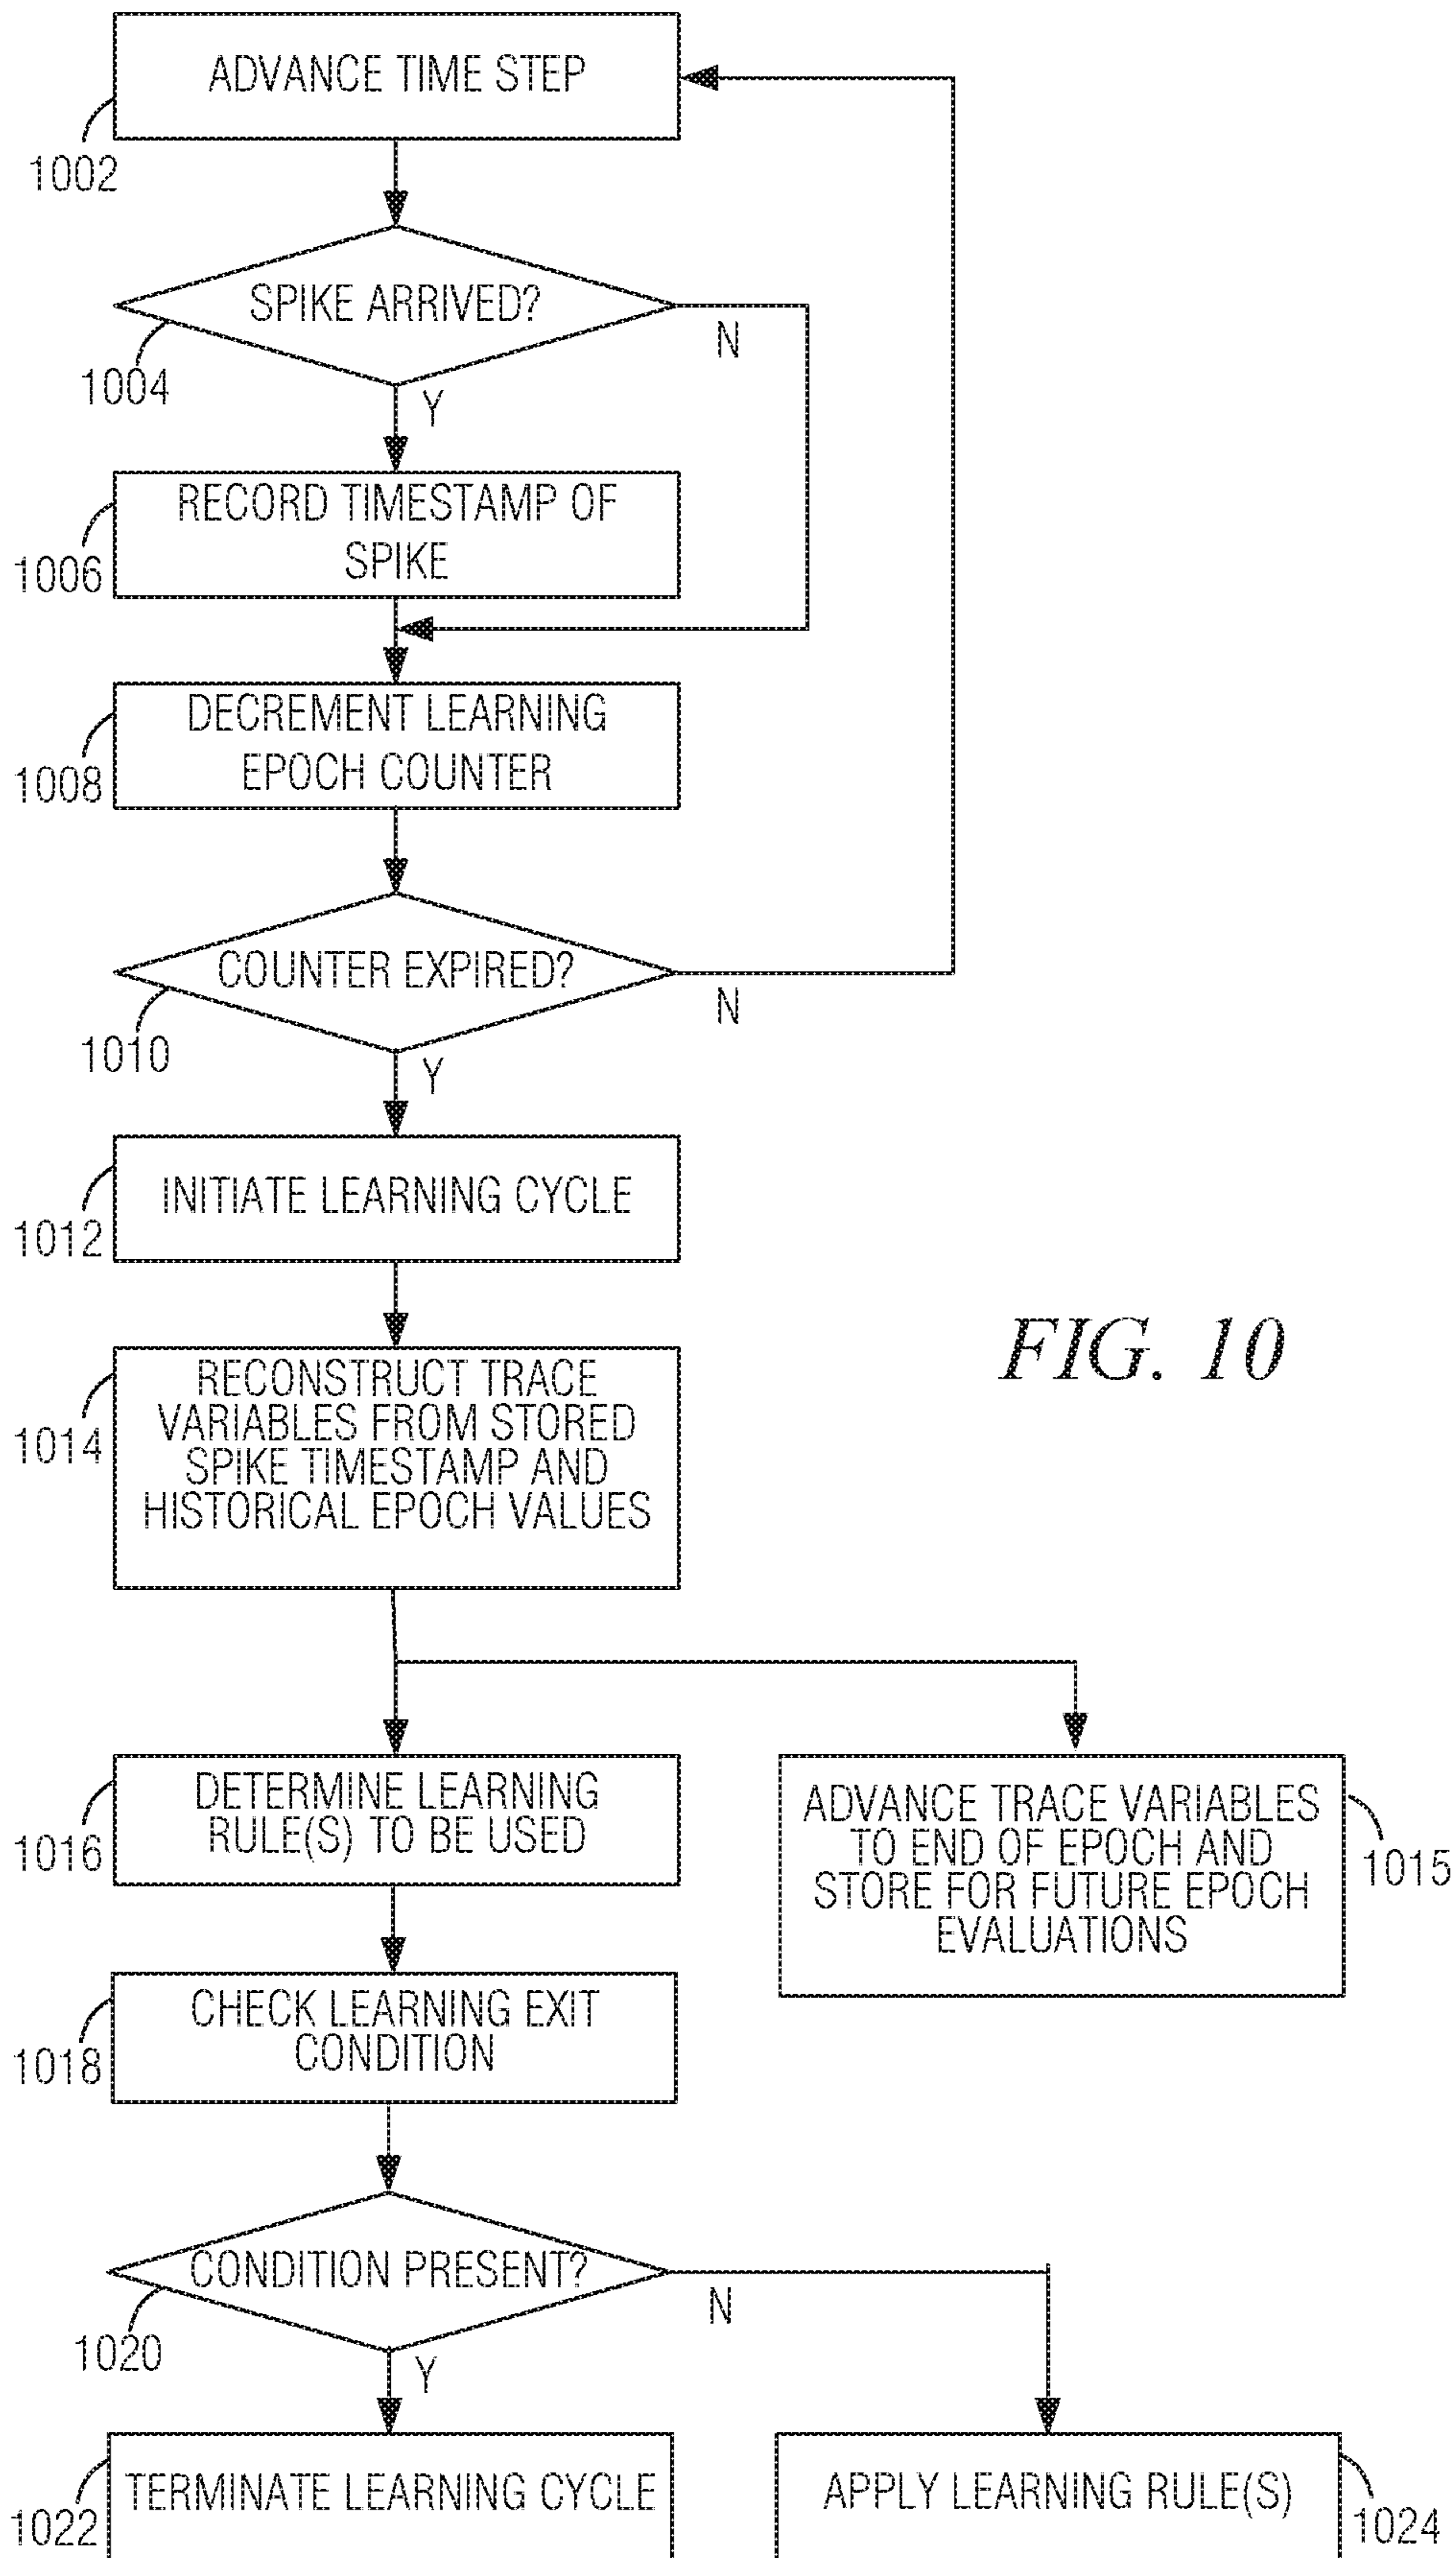 ADVANCE TIME STEP
1002
SPIKE ARRIVED?
N
1004
Y
RECORD TIMESTAMP OF
SPIKE
1006
DECREMENT LEARNING
EPOCH COUNTER
1008
COUNTER EXPIRED?
N
1010
Y
INITIATE LEARNING CYCLE
1012
FIG. 10
RECONSTRUCT TRACE
VARIABLES FROM STORED
SPIKE TIMESTAMP AND
HISTORICAL EPOCH VALUES
1014
DETERMINE LEARNING
RULE(S) TO BE USED
1016
ADVANCE TRACE VARIABLES
TO END OF EPOCH AND
STORE FOR FUTURE EPOCH
EVALUATIONS
1015
CHECK LEARNING EXIT
CONDITION
1018
CONDITION PRESENT?
N
1020
Y
TERMINATE LEARNING CYCLE
1022
APPLY LEARNING RULE(S)
1024